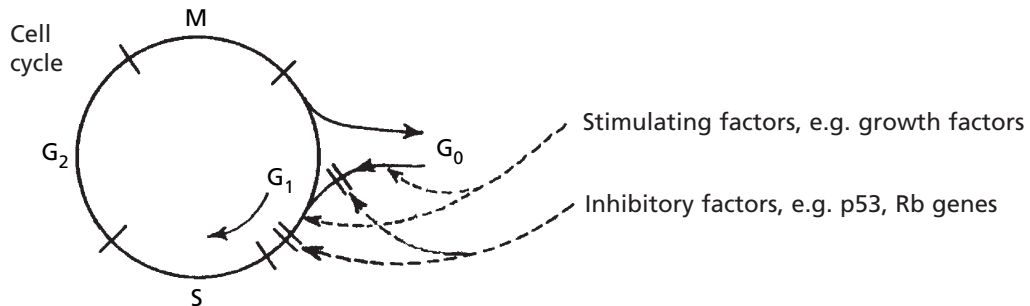 M
Cell
cycle
Stimulating factors, e.g. growth factors
G₂
G₀
G₁
Inhibitory factors, e.g. p53, Rb genes
S